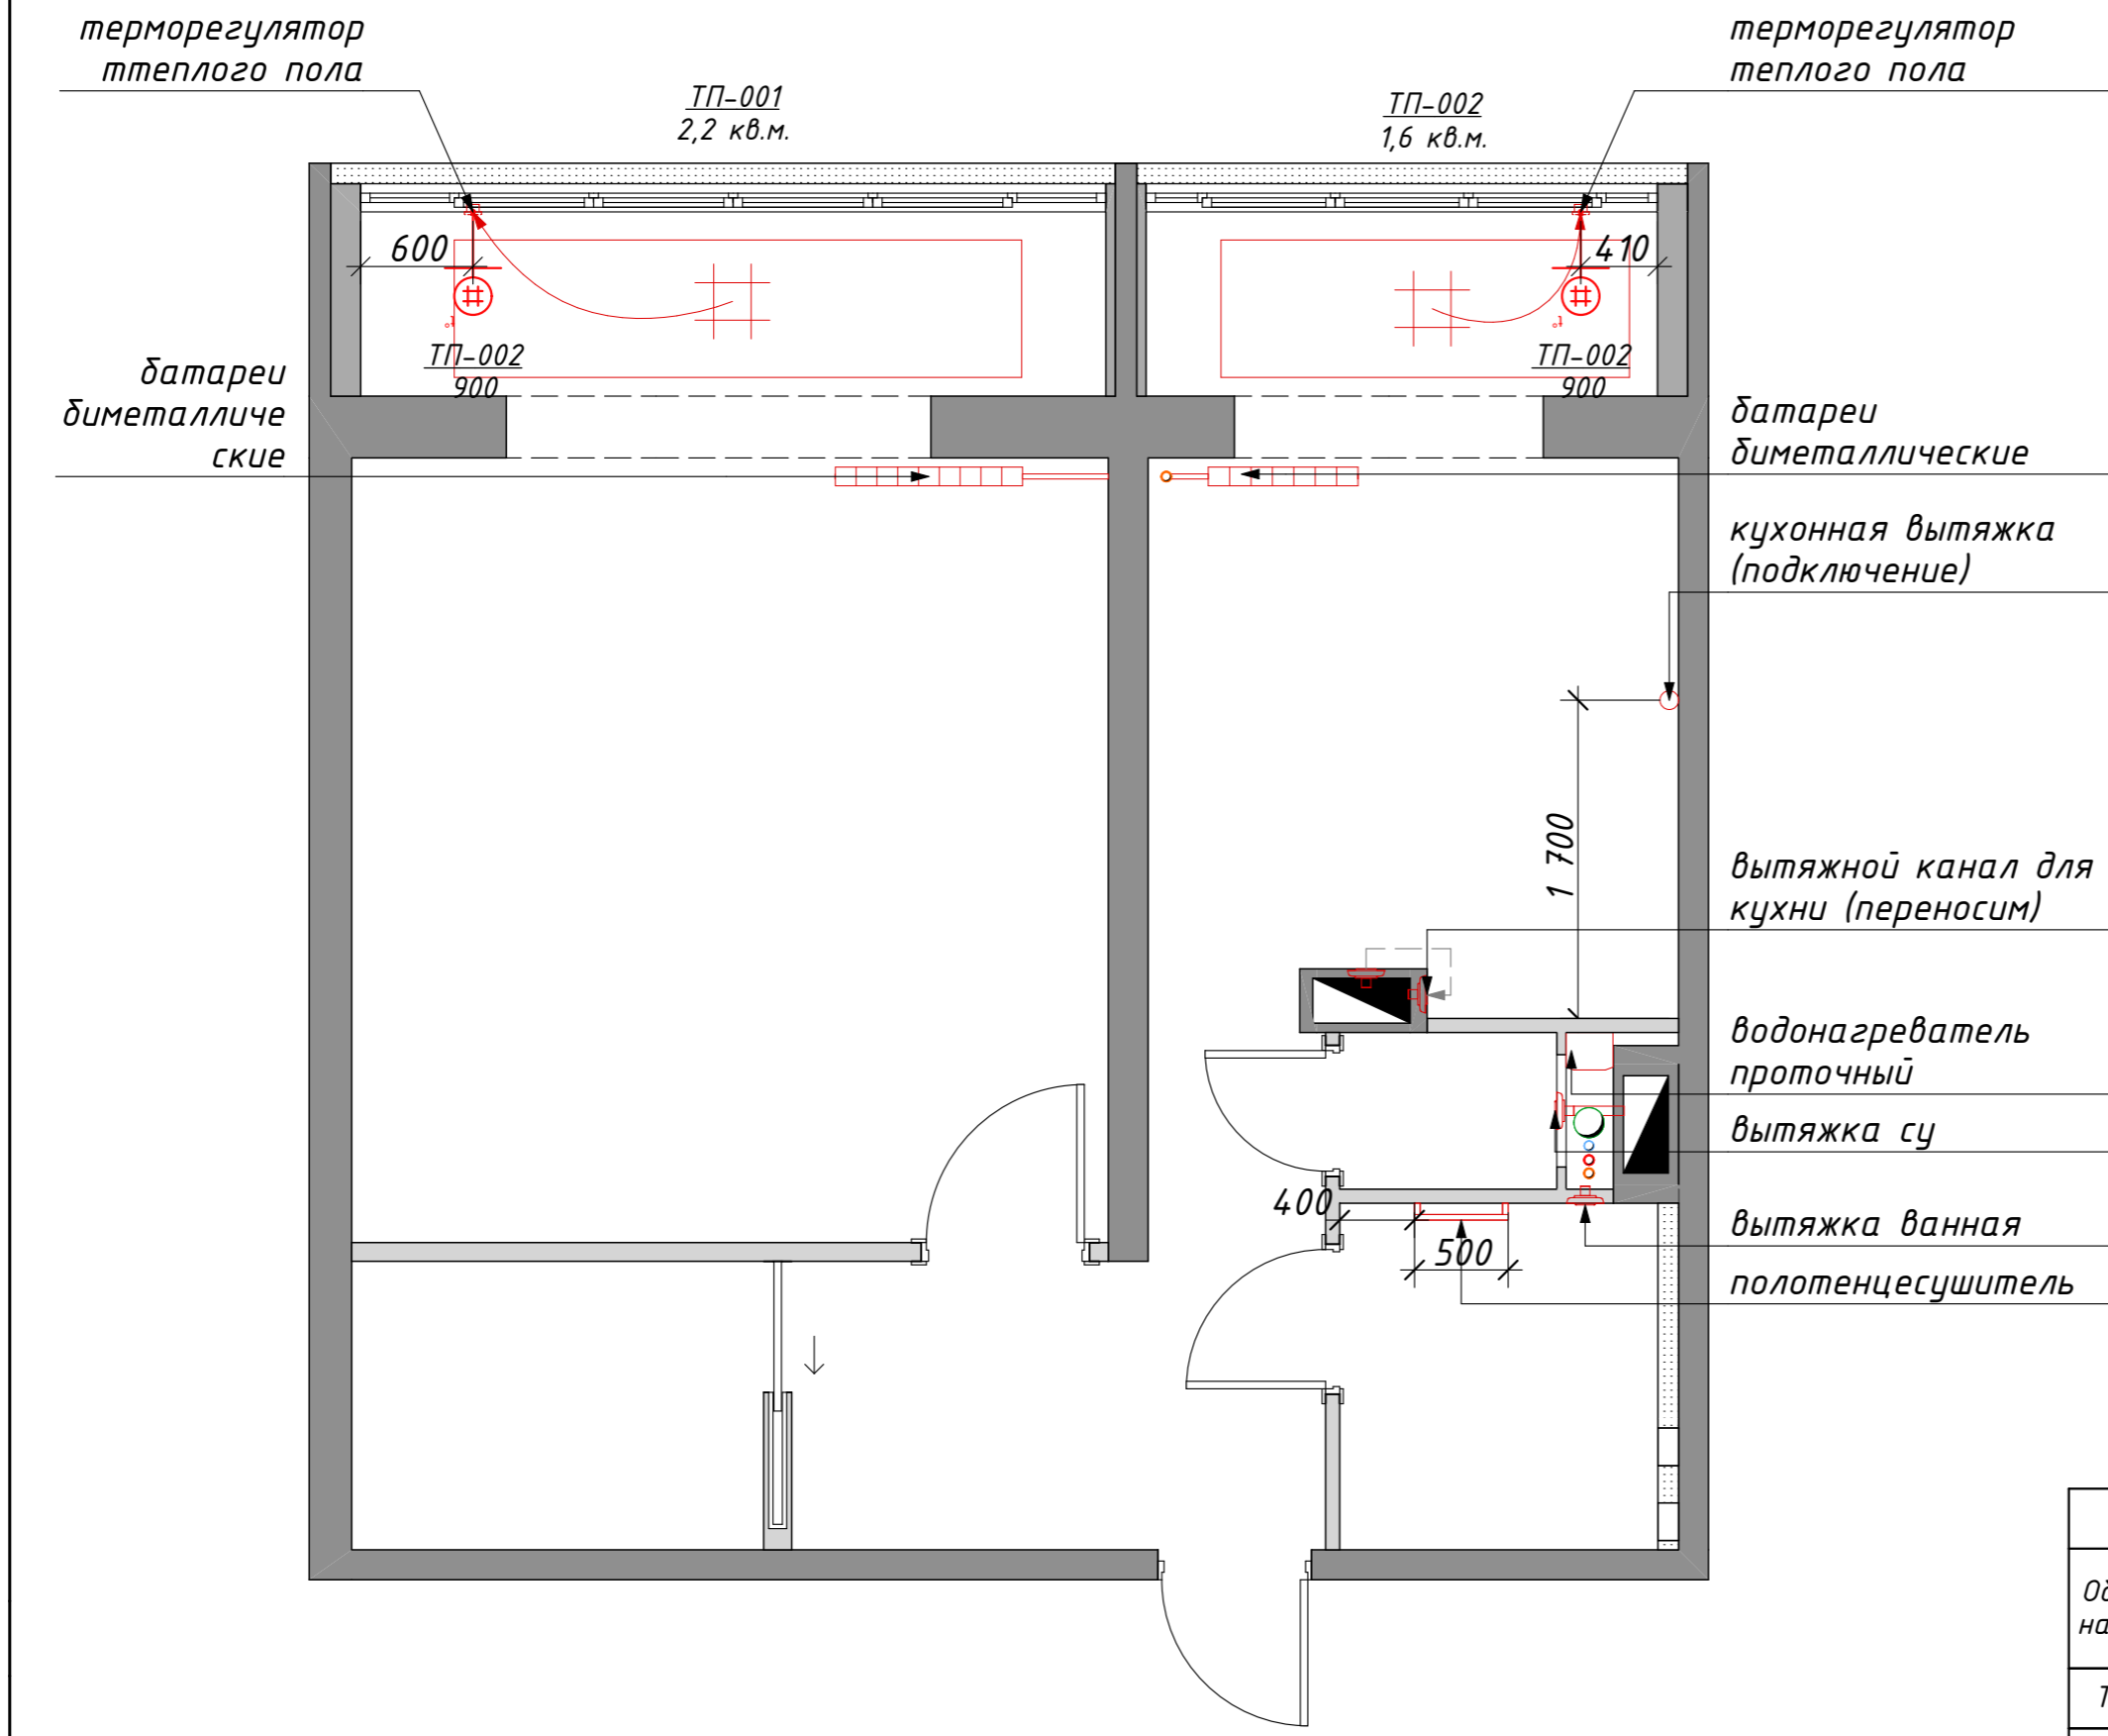 терморегулятор
ттеплого пола
ТП-001
2,2 кв.м.
ТП-002
1,6 кв.м.
терморегулятор
теплого пола
600
410
t°
t°
ТП-002
900
ТП-002
900
батареи
биметалличе
ские
батареи
биметаллические
кухонная вытяжка
(подключение)
1 700
вытяжной канал для
кухни (переносим)
водонагреватель
проточный
вытяжка су
400
500
вытяжка ванная
полотенцесушитель